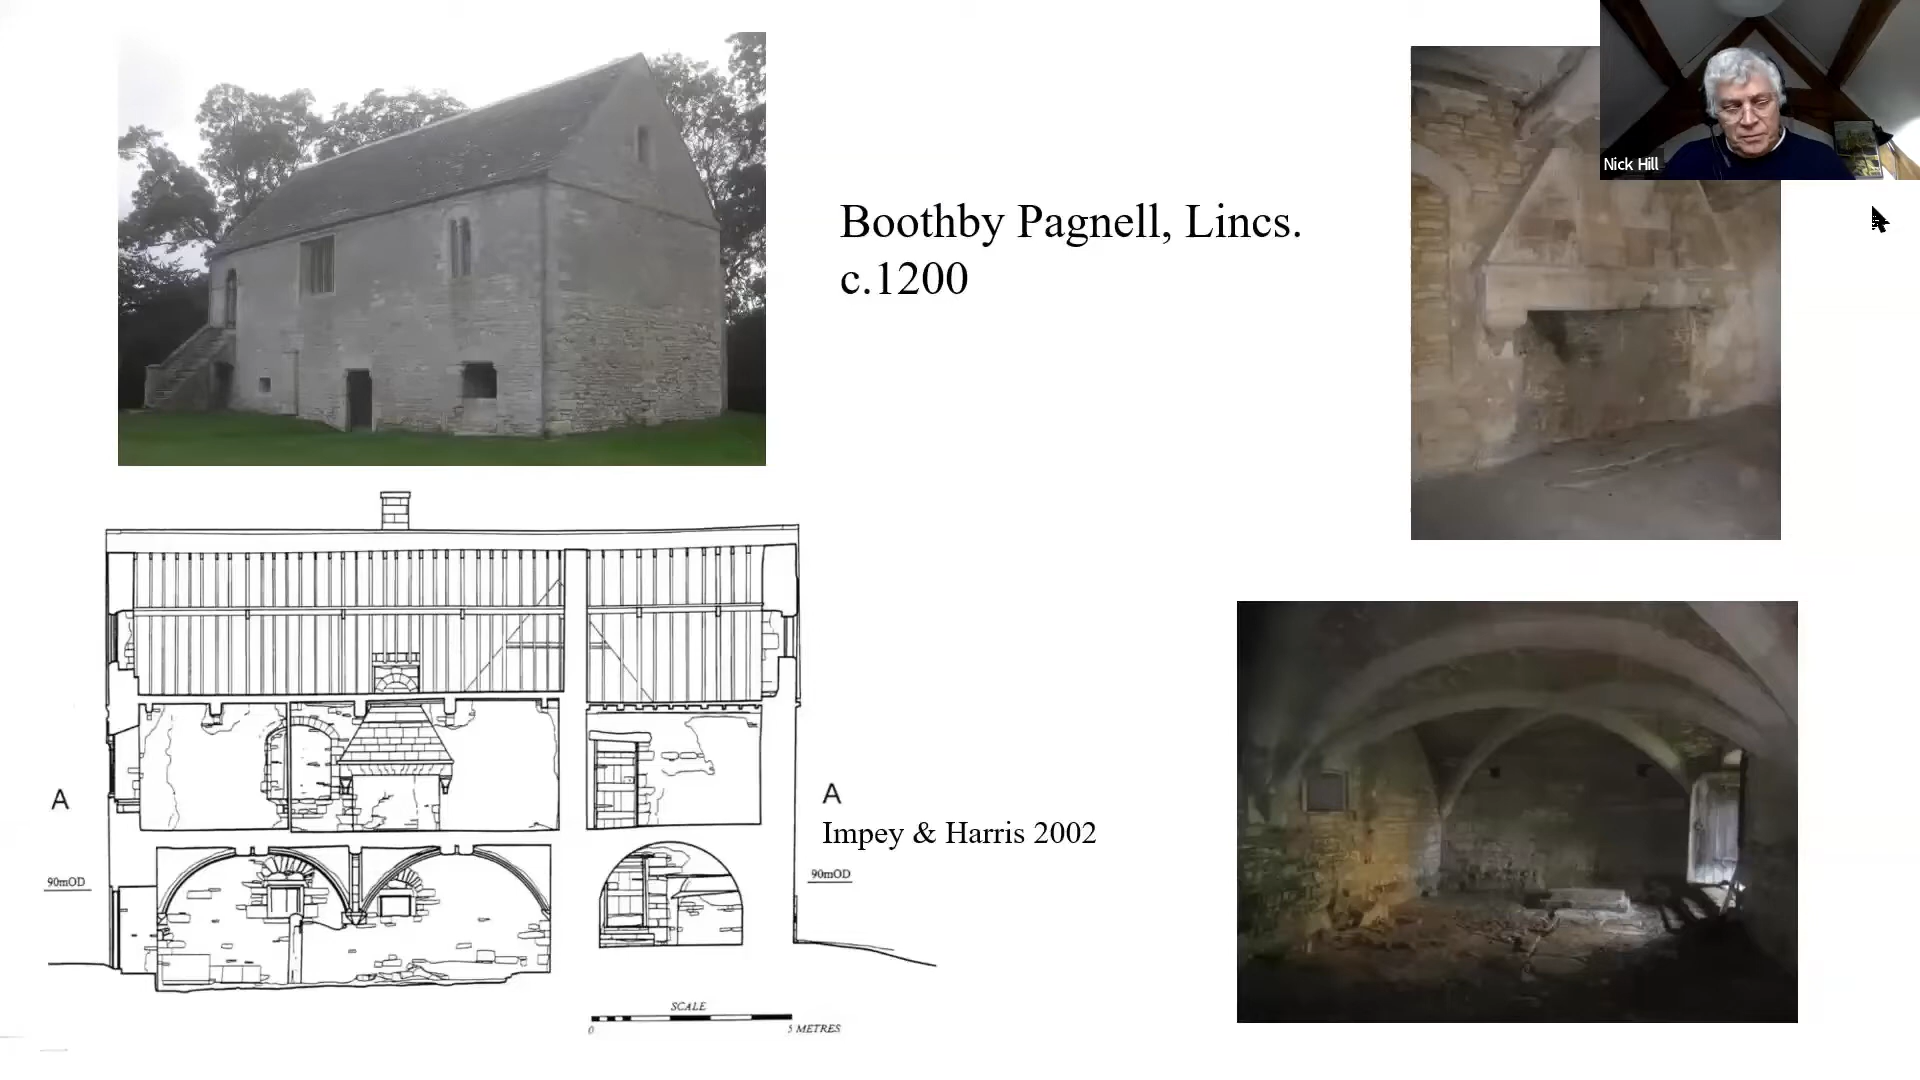 Nick Hill
Boothby Pagnell, Lincs.
c.1200
A
A
Impey & Harris 2002
90mOD
90mOD
SCALE
0
5 METRES